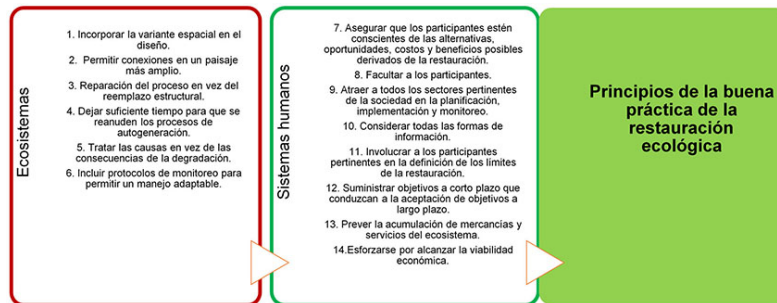 Ecosistemas
1. Incorporar la variante espacial en el
diseño.
2. Permitir conexiones en un paisaje
más amplio.
3. Reparación del proceso en vez del
reemplazo estructural.
4. Dejar suficiente tiempo para que se
reanuden los procesos de
autogeneración.
5. Tratar las causas en vez de las
consecuencias de la degradación.
6. Incluir protocolos de monitoreo para
permitir un manejo adaptable.
Sistemas humanos
7. Asegurar que los participantes estén
conscientes de las alternativas,
oportunidades, costos y beneficios posibles
derivados de la restauración.
8. Facultar a los participantes.
9. Atraer a todos los sectores pertinentes
de la sociedad en la planificación,
implementación y monitoreo.
10. Considerar todas las formas de
información.
11. Involucrar a los participantes
pertinentes en la definición de los límites
de la restauración.
12. Suministrar objetivos a corto plazo que
conduzcan a la aceptación de objetivos a
largo plazo.
13. Prever la acumulación de mercancías y
servicios del ecosistema.
14.Esforzarse por alcanzar la viabilidad
económica.
Principios de la buena
práctica de la
restauración
ecológica